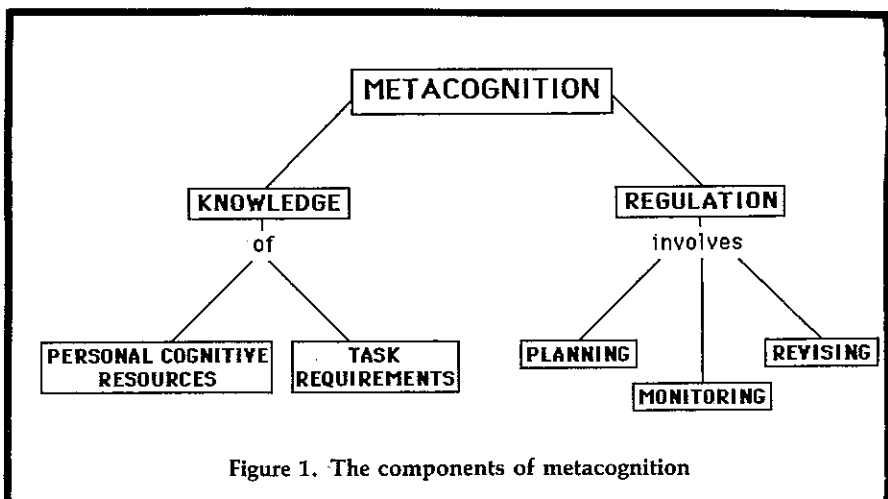 METACOGNITION
KNOWLEDGE
of
PERSONAL COGNITIVE
RESOURCES
TASK
REQUIREMENTS
REGULATION
involves
PLANNING
MONITORING
REVISING
Figure 1. The components of metacognition